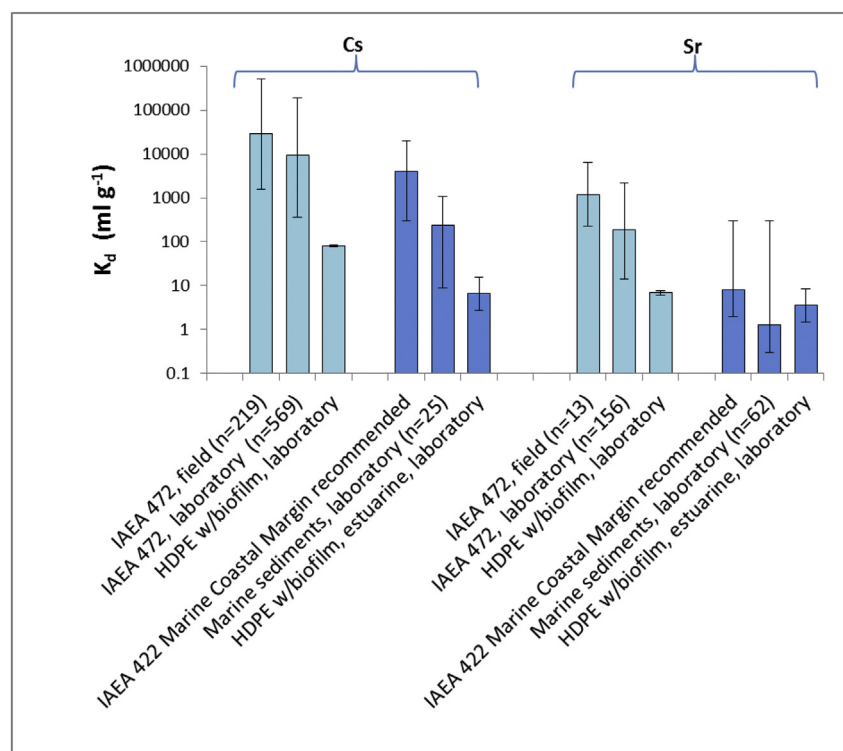 Cs
Sr
1000000
100000
10000
1000
100
10
1
0.1
K_d (ml g⁻¹)
IAEA 472, field (n=219)
IAEA 472, laboratory (n=569)
HDPE w/biofilm, laboratory
IAEA 422 Marine Coastal Margin recommended
Marine sediments, laboratory (n=25)
HDPE w/biofilm, estuarine, laboratory
IAEA 472, field (n=13)
IAEA 472, laboratory (n=156)
HDPE w/biofilm, laboratory
IAEA 422 Marine Coastal Margin recommended
Marine sediments, laboratory (n=62)
HDPE w/biofilm, estuarine, laboratory